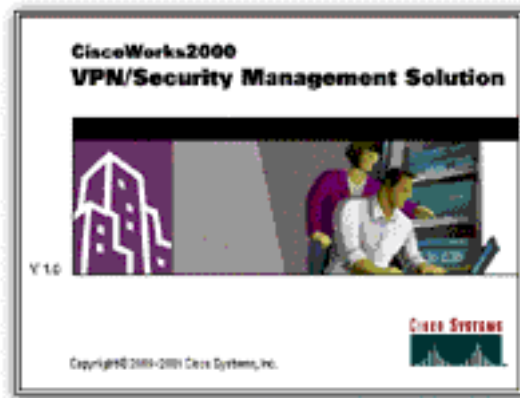 CiscoWorks2000
VPN/Security Management Solution
V 1.0
CISCO SYSTEMS
Copyright© 2000-2001 Cisco Systems, Inc.